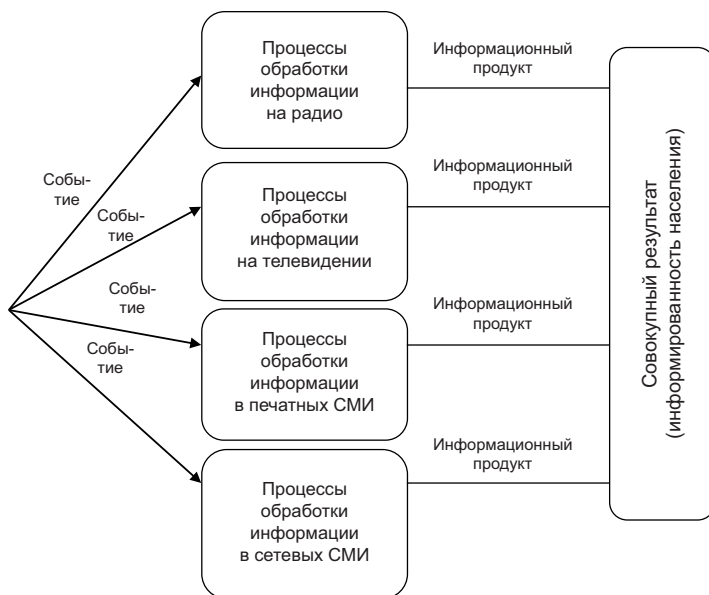 Процессы
обработки
информации
на радио
Информационный
продукт
Собы-
тие
Процессы
обработки
информации
на телевидении
Информационный
продукт
Собы-
тие
Процессы
обработки
информации
в печатных СМИ
Информационный
продукт
Собы-
тие
Процессы
обработки
информации
в сетевых СМИ
Информационный
продукт
Собы-
тие
Совокупный результат
(информированность населения)